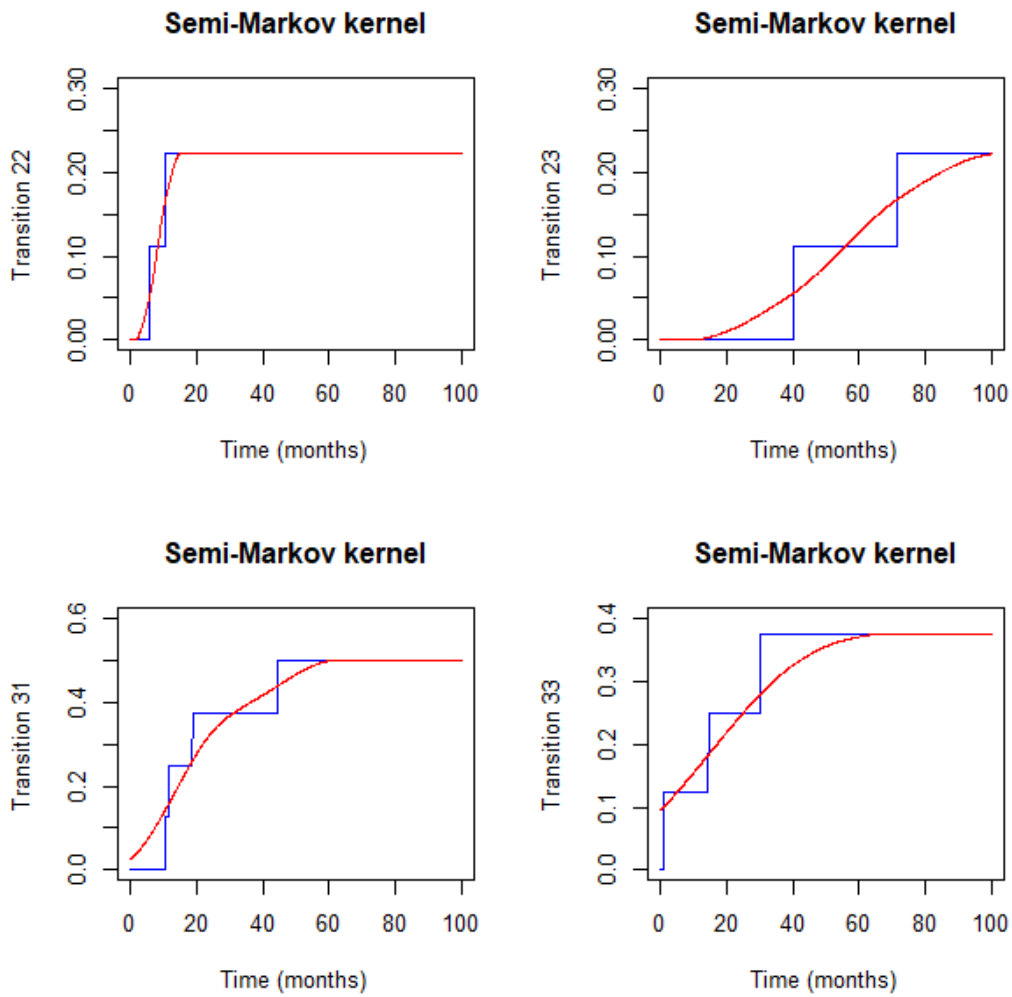 Semi-Markov kernel
Transition 22
0.00
0.10
0.20
0.30
0 20 40 60 80 100
Time (months)
Semi-Markov kernel
Transition 23
0.00
0.10
0.20
0.30
0 20 40 60 80 100
Time (months)
Semi-Markov kernel
Transition 31
0.0
0.2
0.4
0.6
0 20 40 60 80 100
Time (months)
Semi-Markov kernel
Transition 33
0.0
0.1
0.2
0.3
0.4
0 20 40 60 80 100
Time (months)